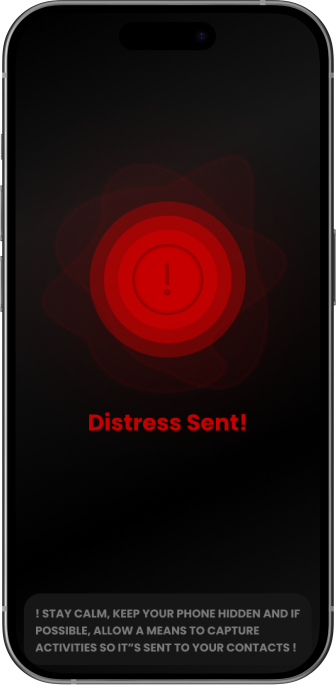 !
Distress Sent!
! STAY CALM, KEEP YOUR PHONE HIDDEN AND IF
POSSIBLE, ALLOW A MEANS TO CAPTURE
ACTIVITIES SO IT"S SENT TO YOUR CONTACTS !